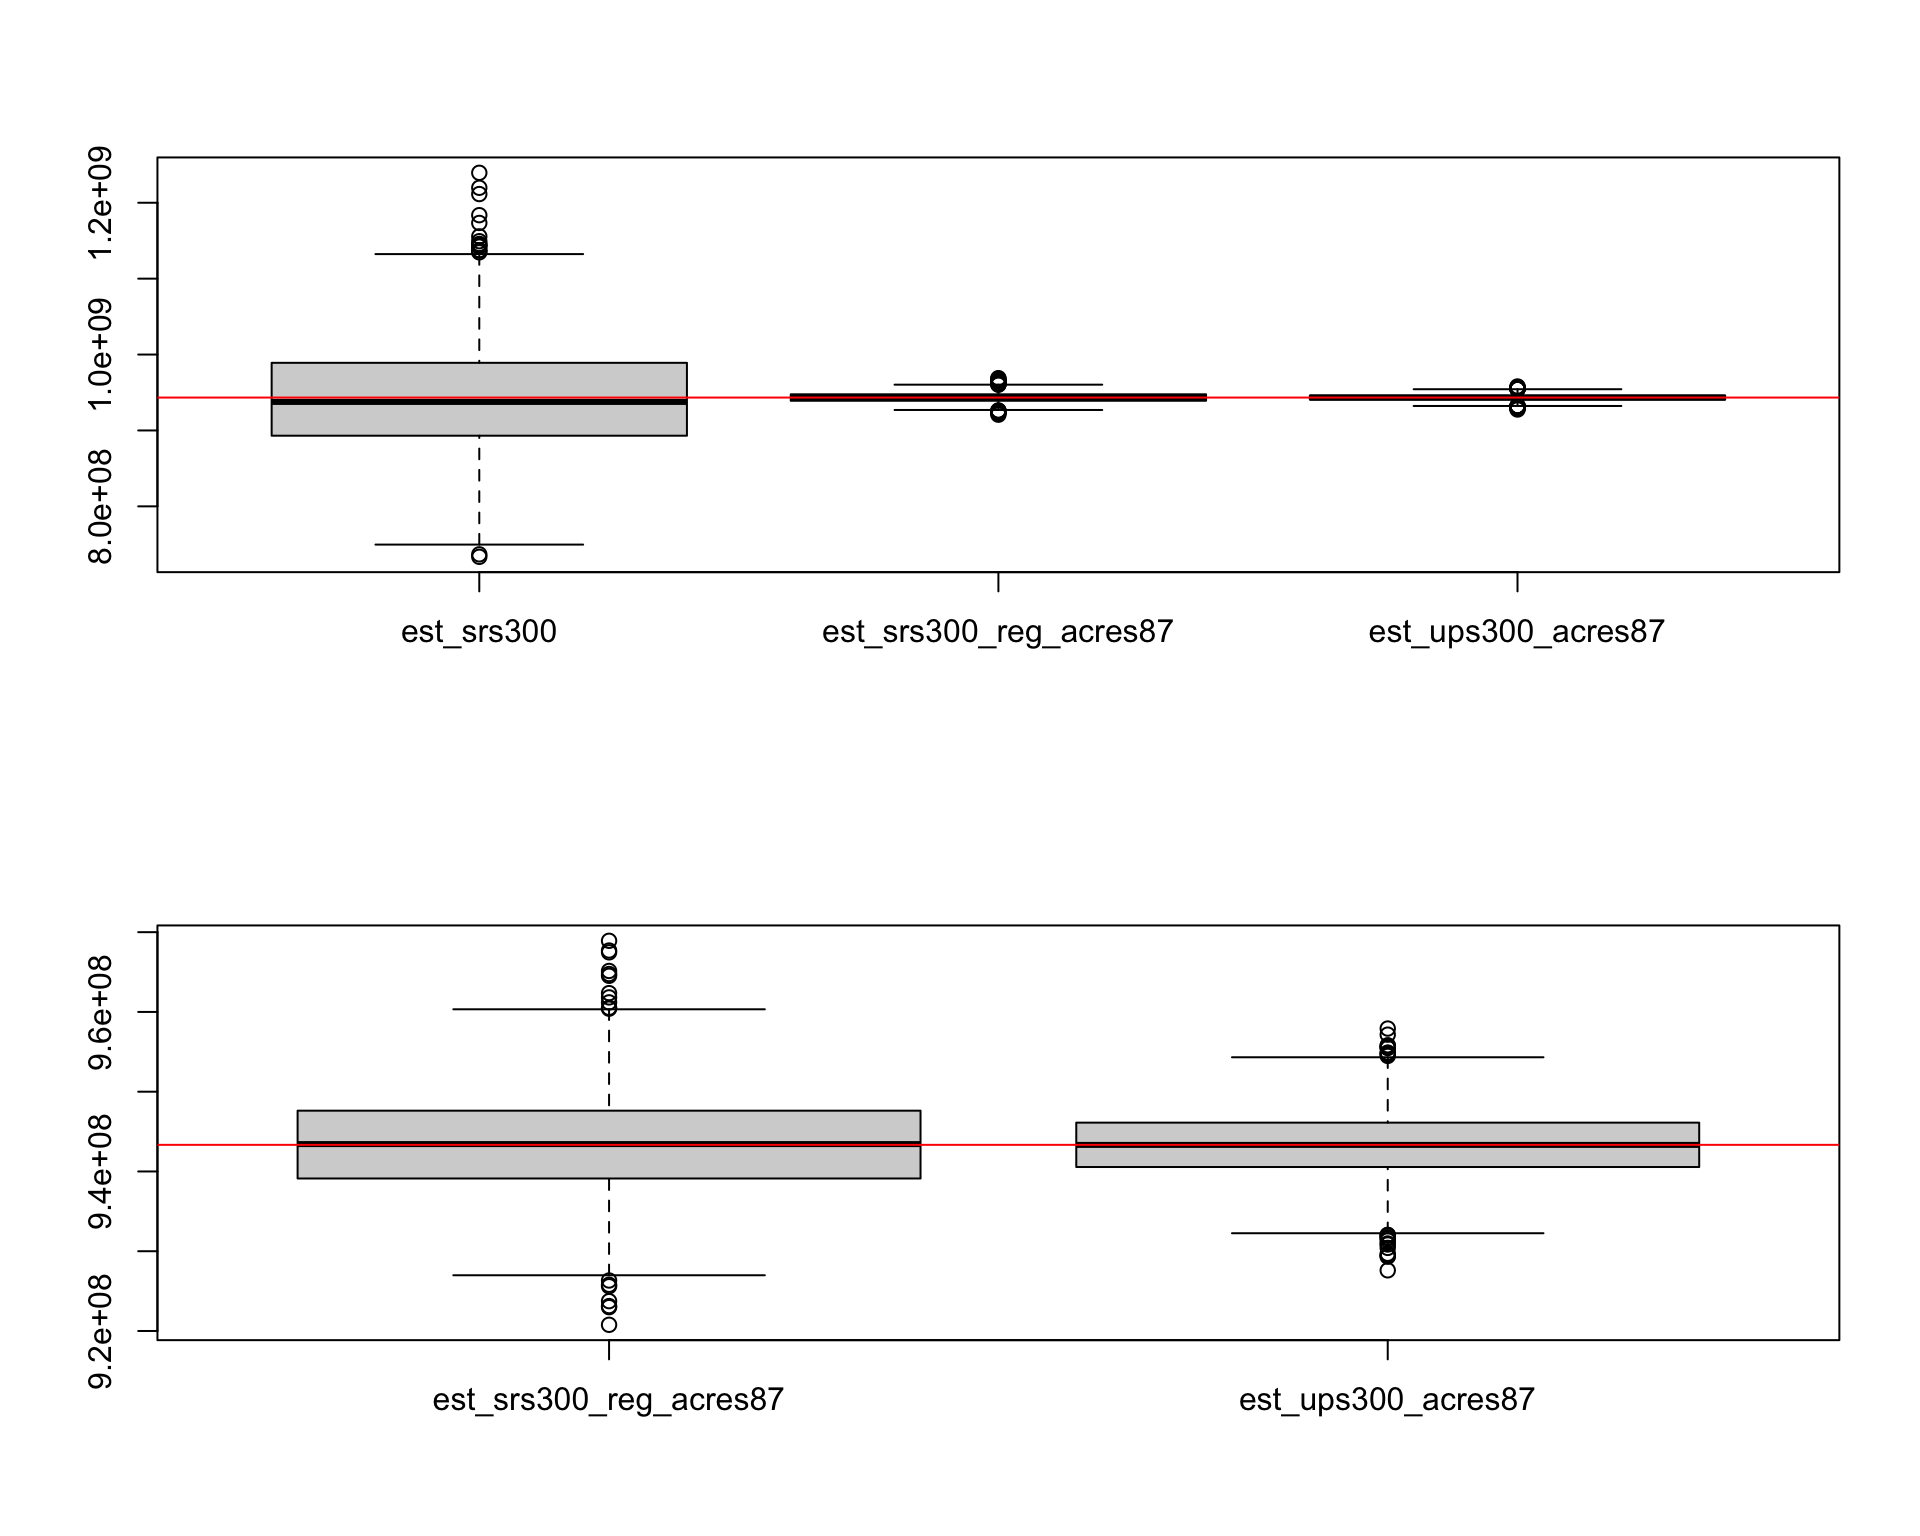 1.2e+09
1.0e+09
8.0e+08
est_srs300 est_srs300_reg_acres87 est_ups300_acres87
9.6e+08
9.4e+08
9.2e+08
est_srs300_reg_acres87 est_ups300_acres87